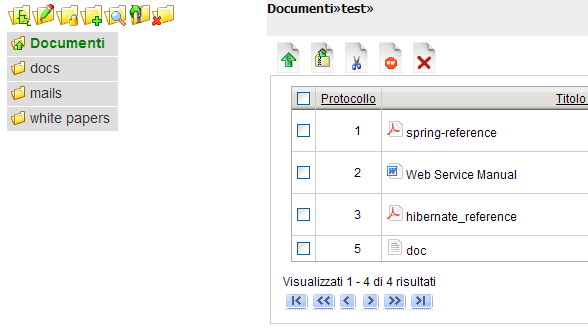 Documenti»test»
Documenti
docs
mails
white papers
Protocollo Titolo
1 spring-reference
2 Web Service Manual
3 hibernate_reference
5 doc
Visualizzati 1 - 4 di 4 risultati